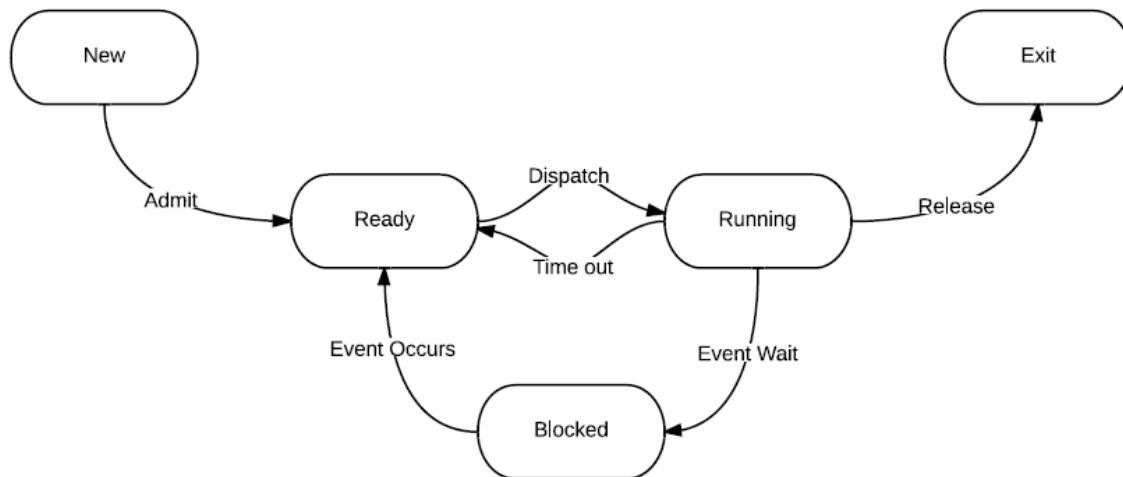 New
Exit
Admit
Dispatch
Release
Ready
Running
Time out
Event Occurs
Event Wait
Blocked